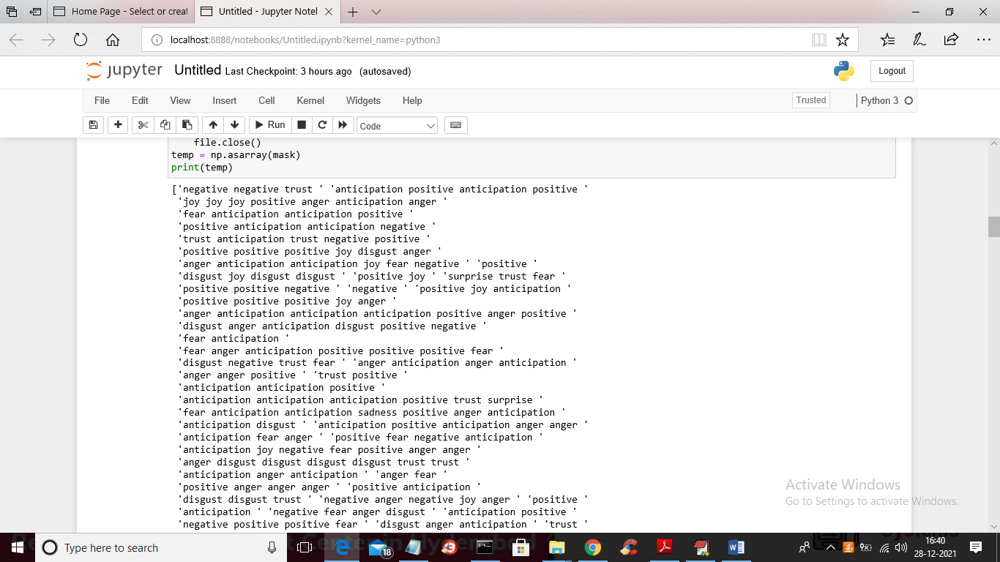 Home Page - Select or creat
Untitled - Jupyter Notel
localhost:8888/notebooks/Untitled.ipynb?kernel_name=python3
jupyter Untitled Last Checkpoint: 3 hours ago (autosaved)
Logout
File Edit View Insert Cell Kernel Widgets Help
Trusted
Python 3
Run
Code
file.close()
temp = np.asarray(mask)
print(temp)
['negative negative trust ' 'anticipation positive anticipation positive '
'joy joy joy positive anger anticipation anger '
'fear anticipation anticipation positive '
'positive anticipation anticipation negative '
'trust anticipation trust negative positive '
'positive positive positive joy disgust anger '
'anger anticipation anticipation joy fear negative ' 'positive '
'disgust joy disgust disgust ' 'positive joy ' 'surprise trust fear '
'positive positive negative ' 'negative ' 'positive joy anticipation '
'positive positive positive joy anger '
'anger anticipation anticipation anticipation positive anger positive '
'disgust anger anticipation disgust positive negative '
'fear anticipation '
'fear anger anticipation positive positive positive fear '
'disgust negative trust fear ' 'anger anticipation anger anticipation '
'anger anger positive ' 'trust positive '
'anticipation anticipation positive '
'anticipation anticipation anticipation positive trust surprise '
'fear anticipation anticipation sadness positive anger anticipation '
'anticipation disgust ' 'anticipation positive anticipation anger anger '
'anticipation fear anger ' 'positive fear negative anticipation '
'anticipation joy negative fear positive anger anger '
'anger disgust disgust disgust disgust trust trust '
'anticipation anger anticipation ' 'anger fear '
'positive anger anger anger ' 'positive anticipation '
'disgust disgust trust ' 'negative anger negative joy anger ' 'positive '
'anticipation ' 'negative fear anger disgust ' 'anticipation positive '
'negative positive positive fear ' 'disgust anger anticipation ' 'trust '
Activate Windows
Go to Settings to activate Windows.
Type here to search
18
16:40
28-12-2021